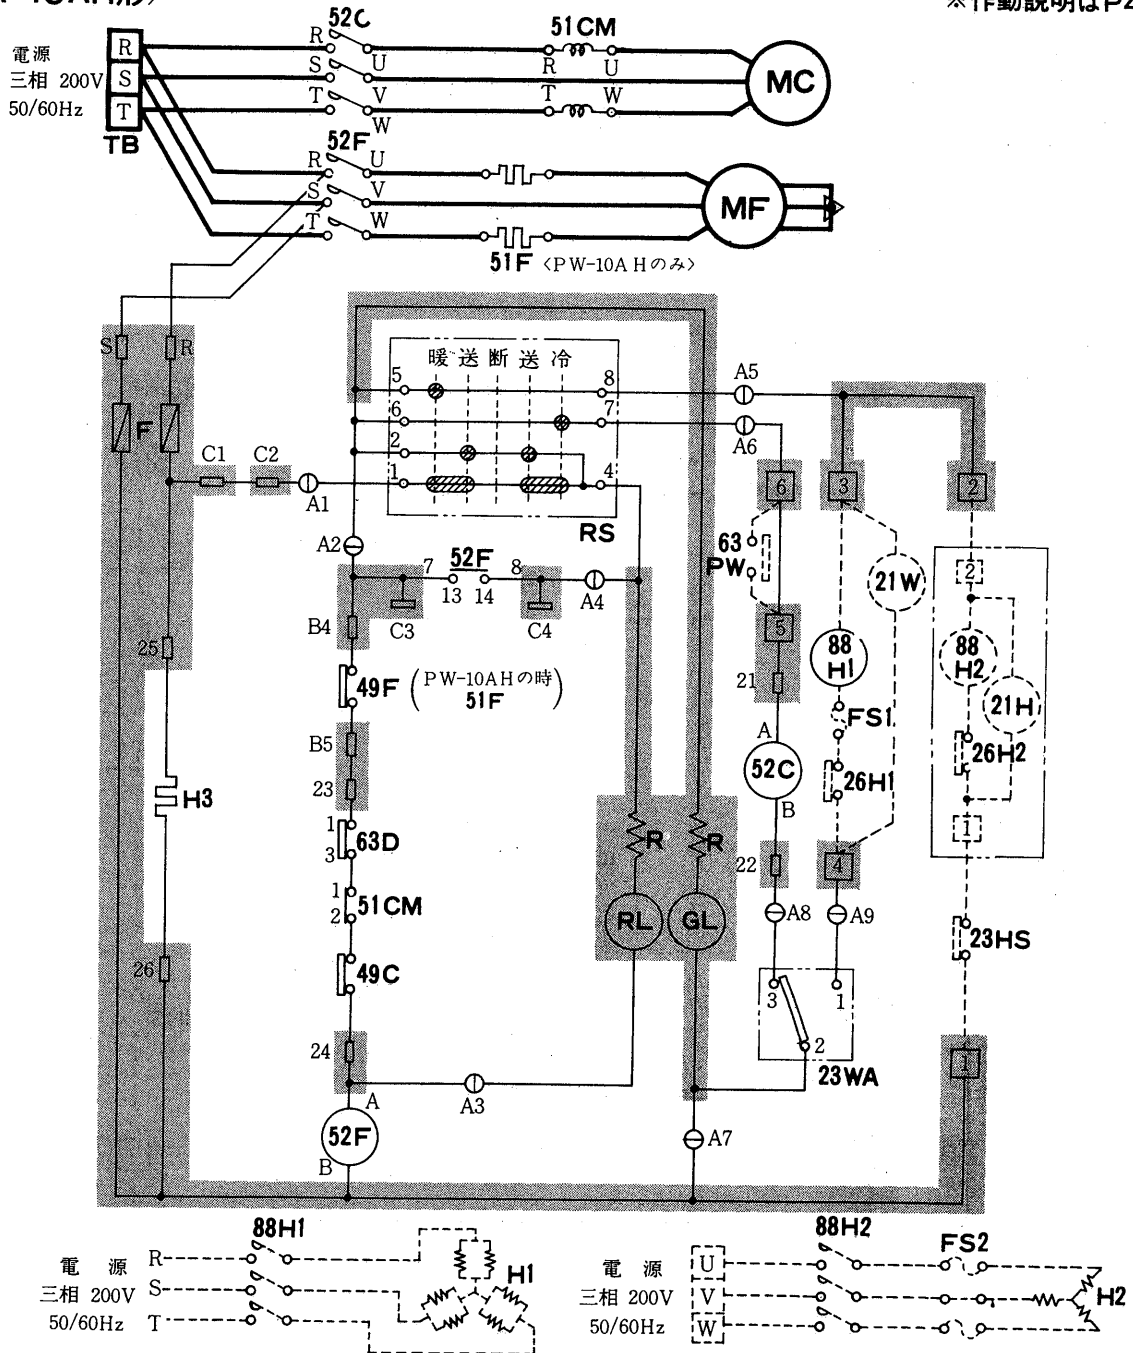 ※作動説明はP2
52C
51CM
電源
三相 200V
50/60Hz
R
S
T
TB
R
S
T
U
V
W
R
T
U
W
MC
52F
R
S
T
U
V
W
MF
51F 〈PW-10AHのみ〉
S
R
F
C1
C2
A1
暖 送 断 送 冷
5
6
2
1
8
7
4
RS
A5
A6
A2
7
52F
8
13
14
A4
C3
C4
B4
49F (PW-10AHの時)
51F
B5
23
1
63D
3
1
51CM
2
49C
24
A
A3
52F
B
25
H3
26
R
R
RL
GL
6
3
2
63
PW
5
21
A
52C
B
22
A8
21W
88
H1
FS1
26H1
4
A9
3
1
2
23WA
A7
2
88
H2
21H
26H2
1
23HS
1
88H1
電源
三相 200V
50/60Hz
R
S
T
H1
88H2
FS2
電源
三相 200V
50/60Hz
U
V
W
H2